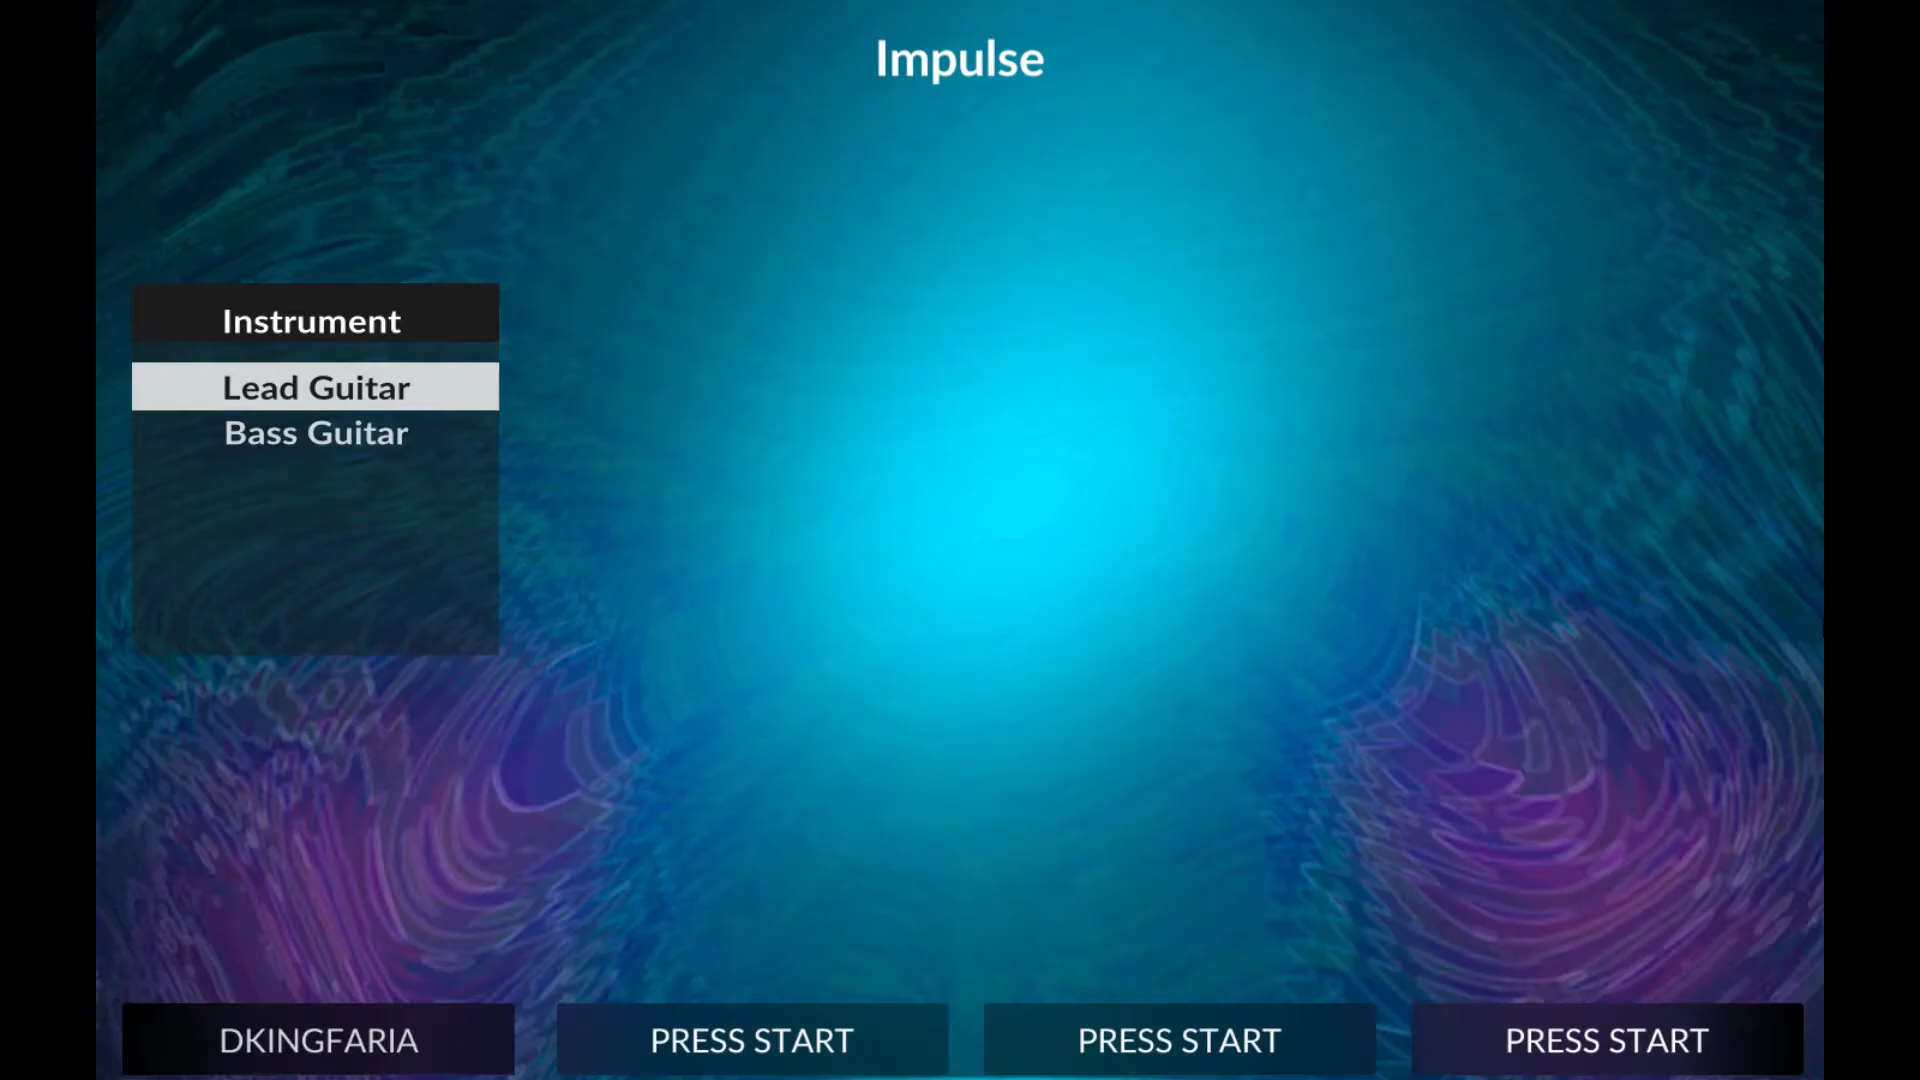 Impulse
Instrument
Lead Guitar
Bass Guitar
DKINGFARIA
PRESS START
PRESS START
PRESS START